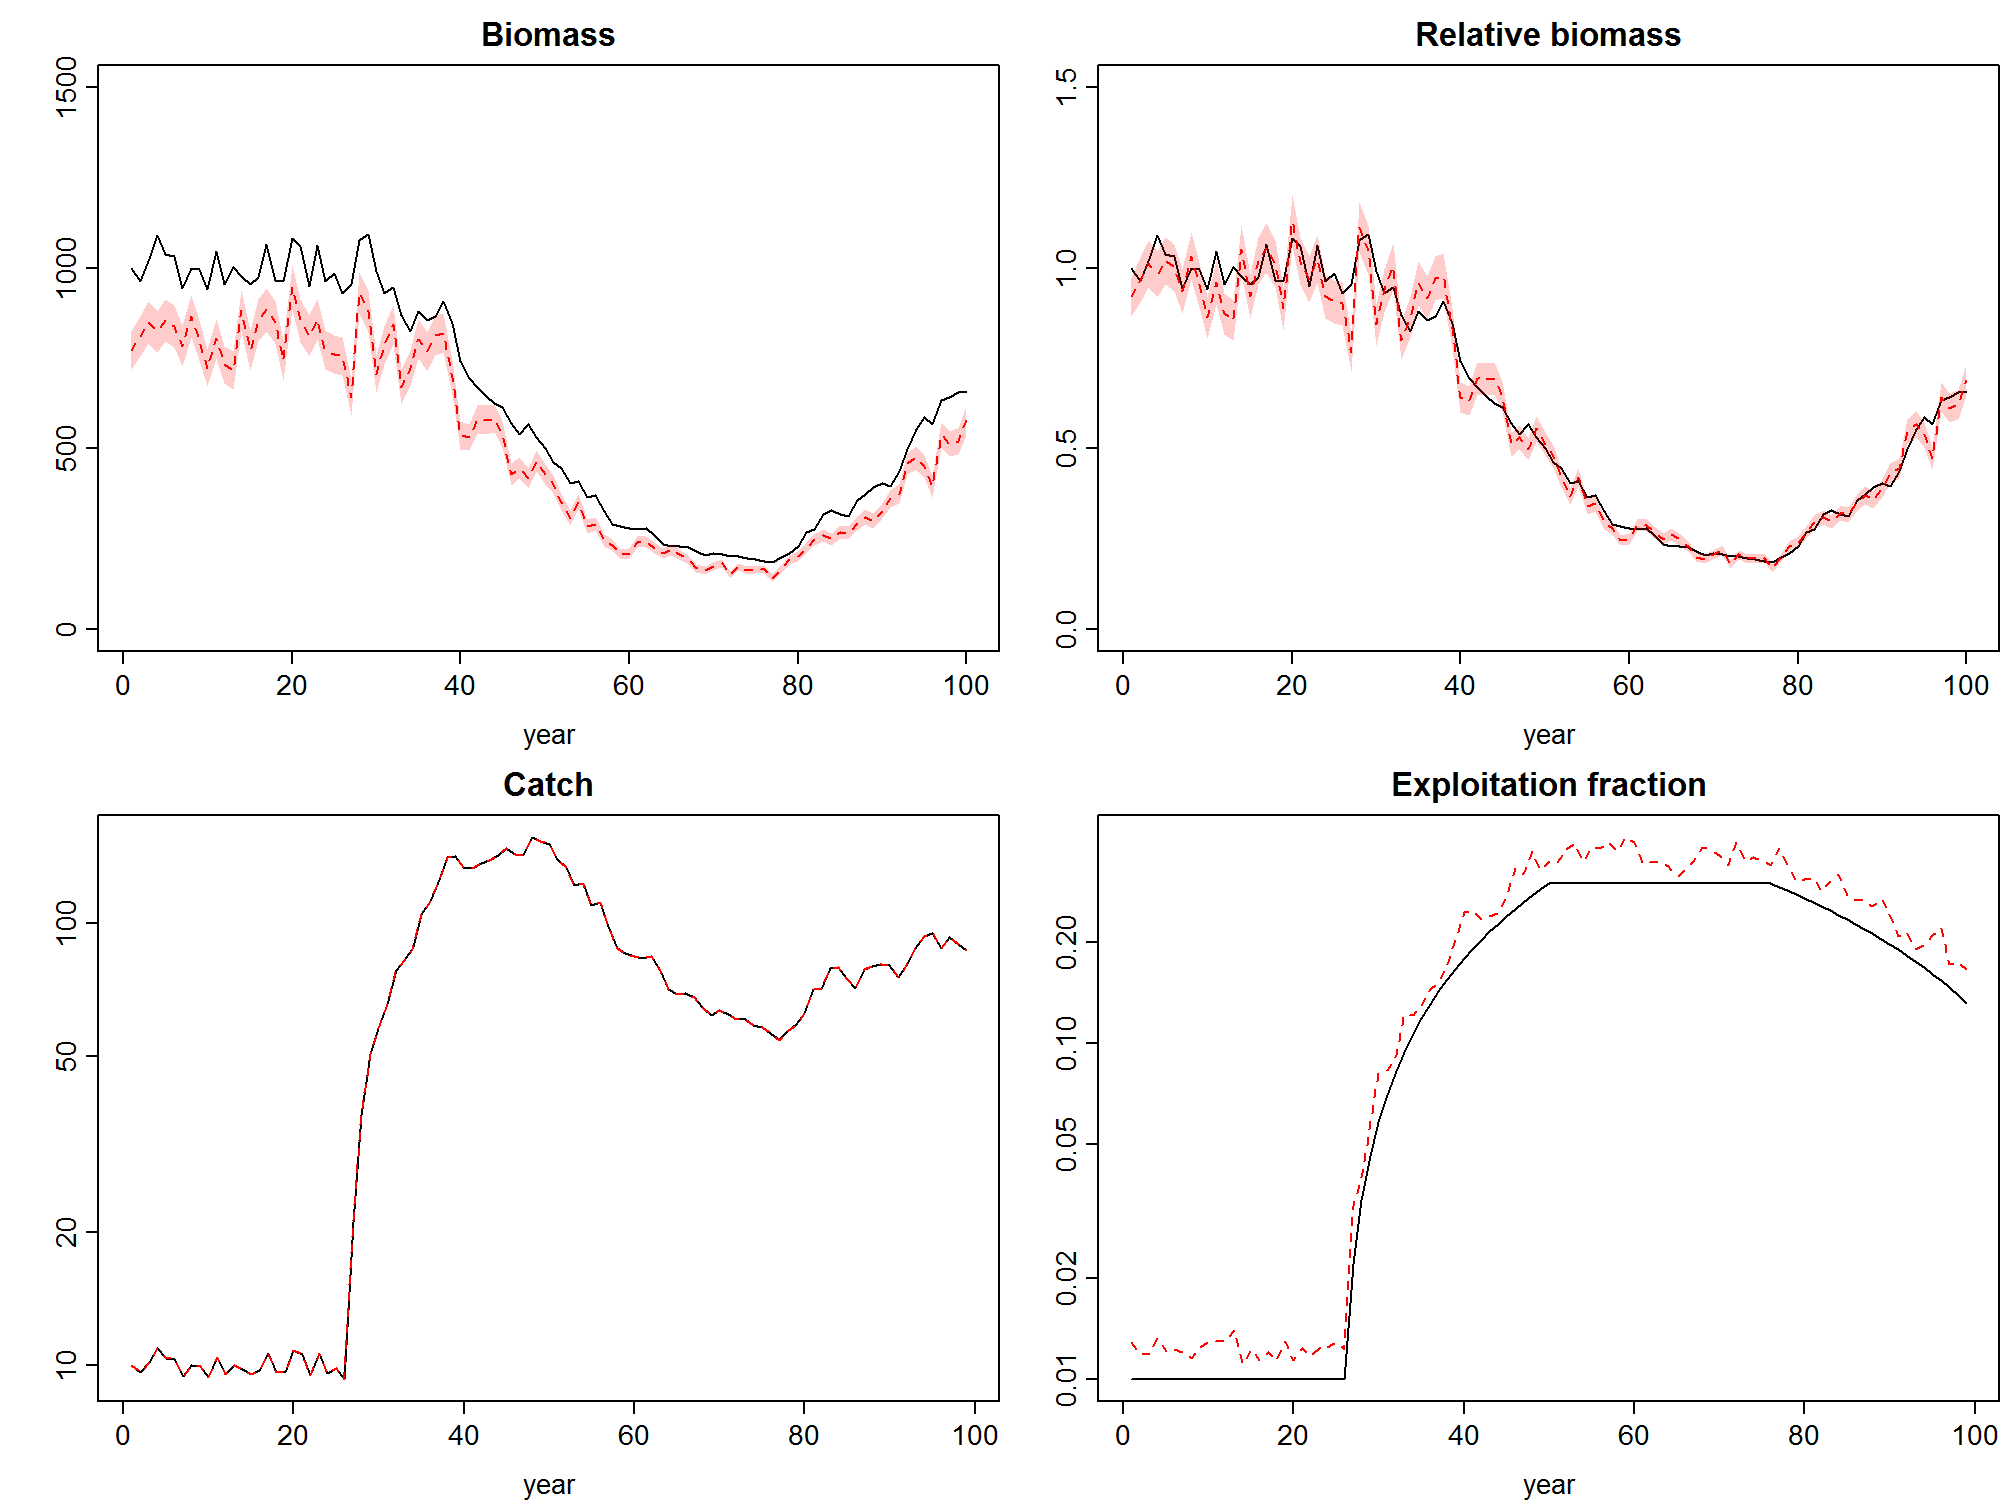 Biomass
1500
1000
500
0
0 20 40 60 80 100
year
Relative biomass
1.5
1.0
0.5
0.0
0 20 40 60 80 100
year
Catch
100
50
20
10
0 20 40 60 80 100
year
Exploitation fraction
0.20
0.10
0.05
0.02
0.01
0 20 40 60 80 100
year